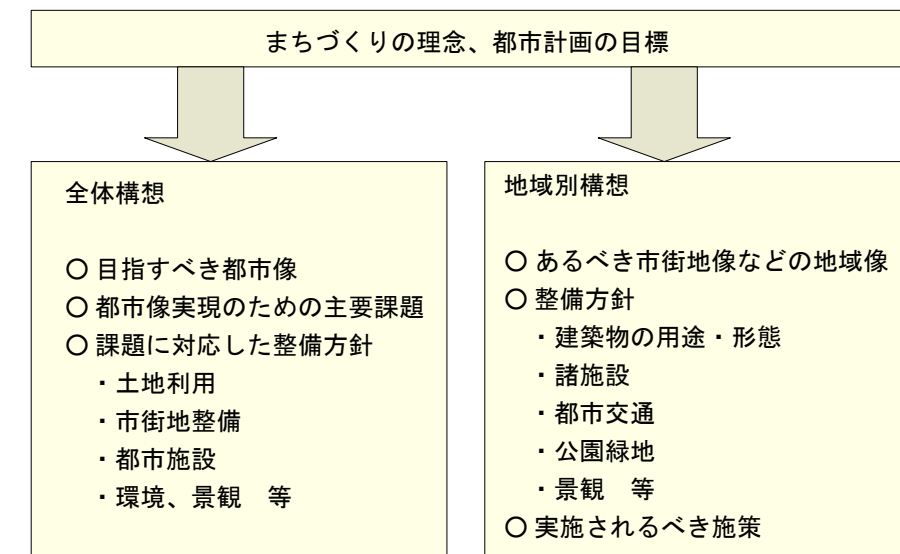 まちづくりの理念、都市計画の目標
全体構想
〇 目指すべき都市像
〇 都市像実現のための主要課題
〇 課題に対応した整備方針
・土地利用
・市街地整備
・都市施設
・環境、景観　等
地域別構想
〇 あるべき市街地像などの地域像
〇 整備方針
・建築物の用途・形態
・諸施設
・都市交通
・公園緑地
・景観　等
〇 実施されるべき施策